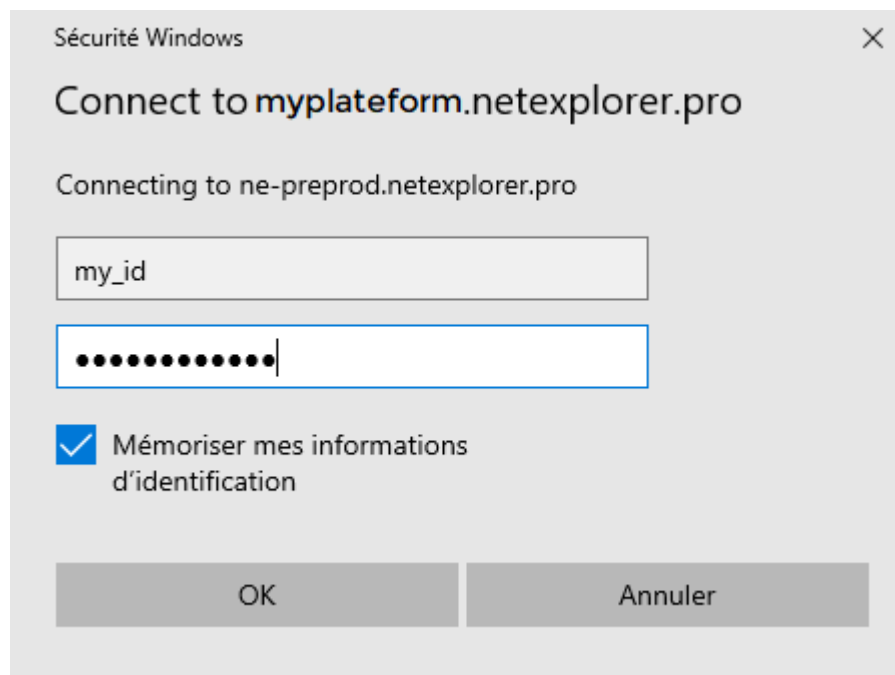 Sécurité Windows
Connect to myplateform.netexplorer.pro
Connecting to ne-preprod.netexplorer.pro
my_id
••••••••••••
Mémoriser mes informations
d’identification
OK
Annuler